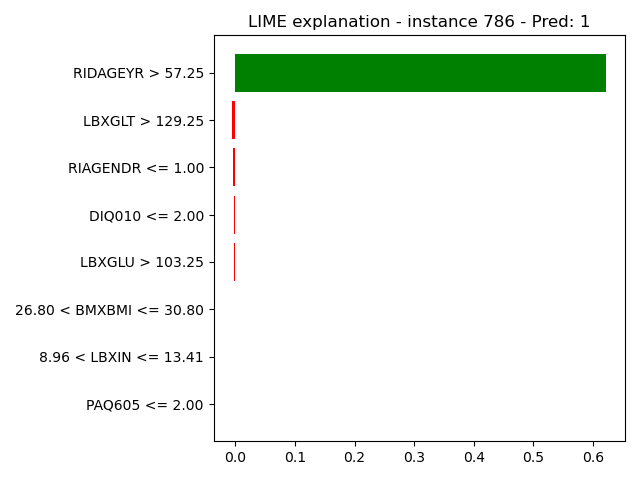 LIME explanation - instance 786 - Pred: 1
RIDAGEYR > 57.25
LBXGLT > 129.25
RIAGENDR <= 1.00
DIQ010 <= 2.00
LBXGLU > 103.25
26.80 < BMXBMI <= 30.80
8.96 < LBXIN <= 13.41
PAQ605 <= 2.00
0.0 0.1 0.2 0.3 0.4 0.5 0.6